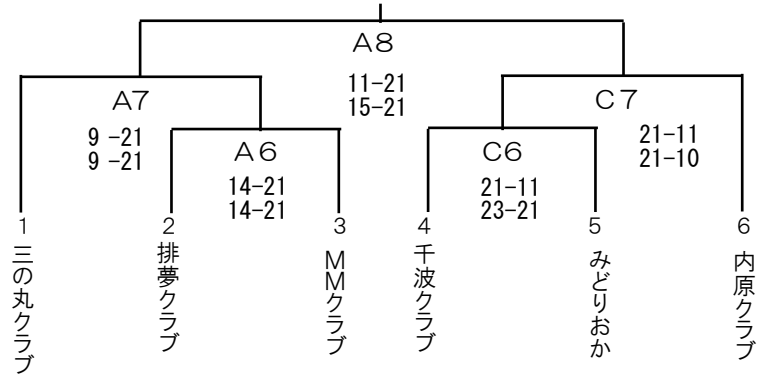 Ａ８
11-21
15-21
Ａ７
9 -21
9 -21
Ｃ７
21-11
21-10
Ａ６
14-21
14-21
Ｃ６
21-11
23-21
1
三の丸クラブ
2
排夢クラブ
3
ＭＭクラブ
4
千波クラブ
5
みどりおか
6
内原クラブ